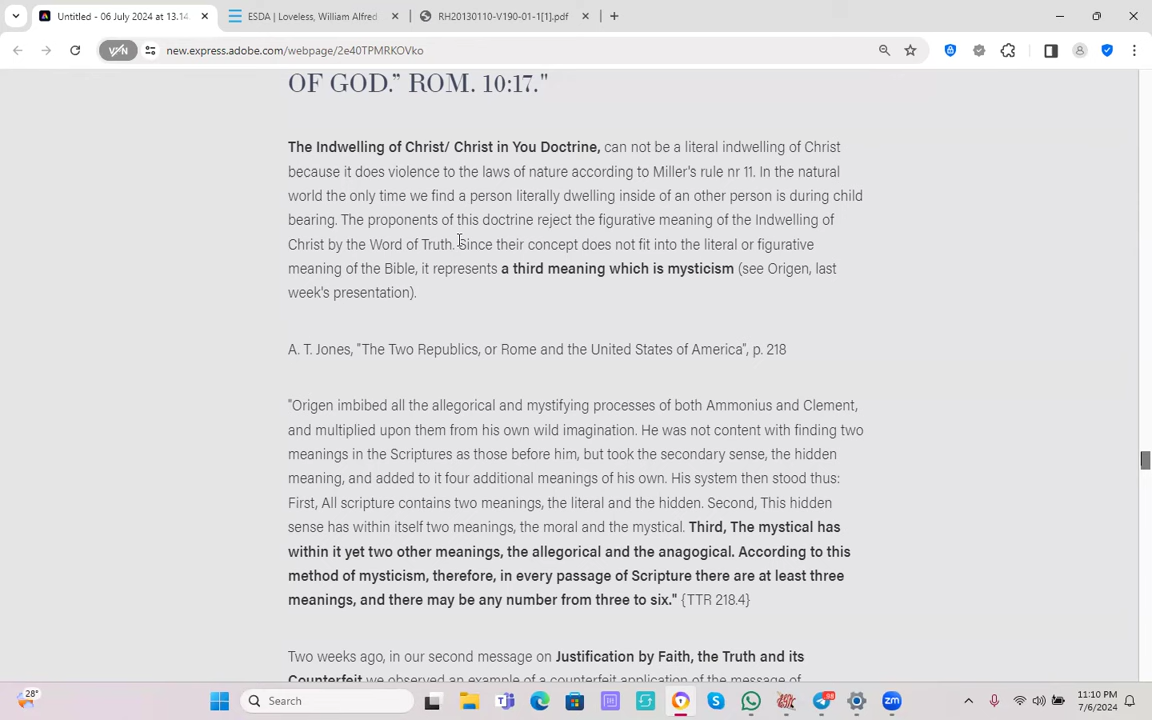 Untitled - 06 July 2024 at 13.14
ESDA | Loveless, William Alfred
RH20130110-V190-01-1[1].pdf
VPN
new.express.adobe.com/webpage/2e40TPMRKOVko
OF GOD.” ROM. 10:17."
The Indwelling of Christ/ Christ in You Doctrine, can not be a literal indwelling of Christ
because it does violence to the laws of nature according to Miller's rule nr 11. In the natural
world the only time we find a person literally dwelling inside of an other person is during child
bearing. The proponents of this doctrine reject the figurative meaning of the Indwelling of
Christ by the Word of Truth. Since their concept does not fit into the literal or figurative
meaning of the Bible, it represents a third meaning which is mysticism (see Origen, last
week's presentation).
A. T. Jones, "The Two Republics, or Rome and the United States of America", p. 218
"Origen imbibed all the allegorical and mystifying processes of both Ammonius and Clement,
and multiplied upon them from his own wild imagination. He was not content with finding two
meanings in the Scriptures as those before him, but took the secondary sense, the hidden
meaning, and added to it four additional meanings of his own. His system then stood thus:
First, All scripture contains two meanings, the literal and the hidden. Second, This hidden
sense has within itself two meanings, the moral and the mystical. Third, The mystical has
within it yet two other meanings, the allegorical and the anagogical. According to this
method of mysticism, therefore, in every passage of Scripture there are at least three
meanings, and there may be any number from three to six." {TTR 218.4}
Two weeks ago, in our second message on Justification by Faith, the Truth and its
Counterfeit we observed an example of a counterfeit application of the message of
28°
Search
98
zm
11:10 PM
7/6/2024